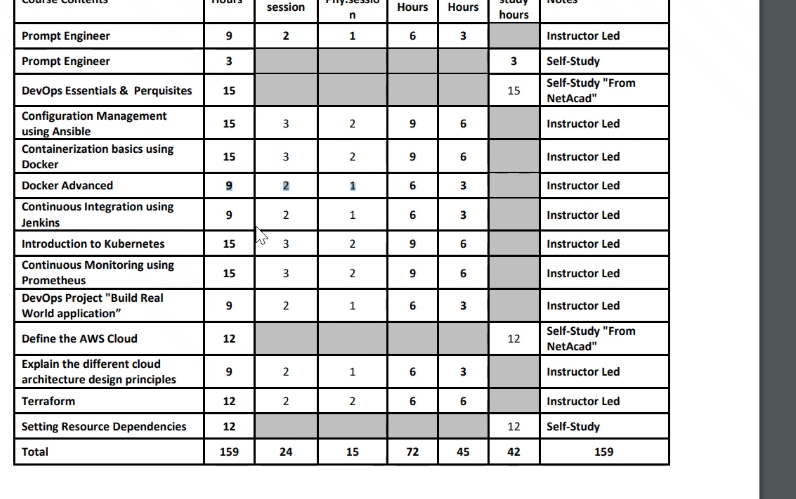 Course Contents Hours session Phy.sessio n Hours Hours study hours Notes
Prompt Engineer 9 2 1 6 3 Instructor Led
Prompt Engineer 3 3 Self-Study
DevOps Essentials & Perquisites 15 15 Self-Study "From NetAcad"
Configuration Management using Ansible 15 3 2 9 6 Instructor Led
Containerization basics using Docker 15 3 2 9 6 Instructor Led
Docker Advanced 9 2 1 6 3 Instructor Led
Continuous Integration using Jenkins 9 2 1 6 3 Instructor Led
Introduction to Kubernetes 15 3 2 9 6 Instructor Led
Continuous Monitoring using Prometheus 15 3 2 9 6 Instructor Led
DevOps Project "Build Real World application” 9 2 1 6 3 Instructor Led
Define the AWS Cloud 12 12 Self-Study "From NetAcad"
Explain the different cloud architecture design principles 9 2 1 6 3 Instructor Led
Terraform 12 2 2 6 6 Instructor Led
Setting Resource Dependencies 12 12 Self-Study
Total 159 24 15 72 45 42 159